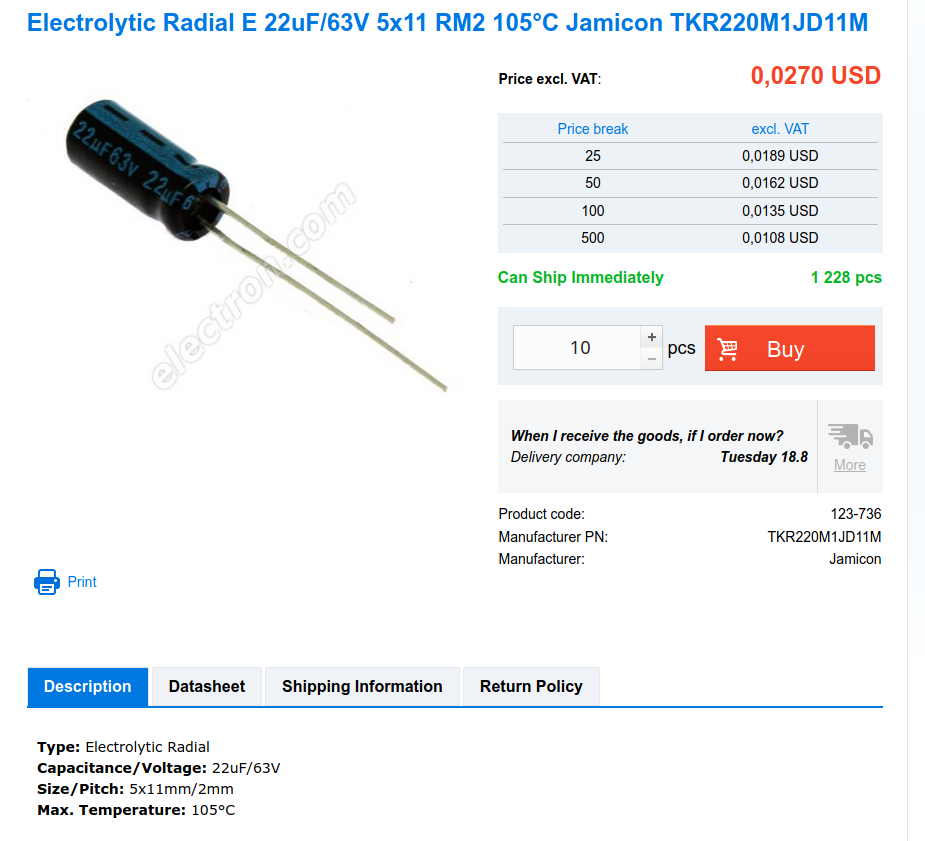 Electrolytic Radial E 22uF/63V 5x11 RM2 105°C Jamicon TKR220M1JD11M
22µF63V 22µF6
electron.com
Price excl. VAT: 0,0270 USD
Price break excl. VAT
25 0,0189 USD
50 0,0162 USD
100 0,0135 USD
500 0,0108 USD
Can Ship Immediately 1 228 pcs
10 + − pcs Buy
When I receive the goods, if I order now?
Delivery company: Tuesday 18.8
More
Product code: 123-736
Manufacturer PN: TKR220M1JD11M
Manufacturer: Jamicon
Print
Description Datasheet Shipping Information Return Policy
Type: Electrolytic Radial
Capacitance/Voltage: 22uF/63V
Size/Pitch: 5x11mm/2mm
Max. Temperature: 105°C